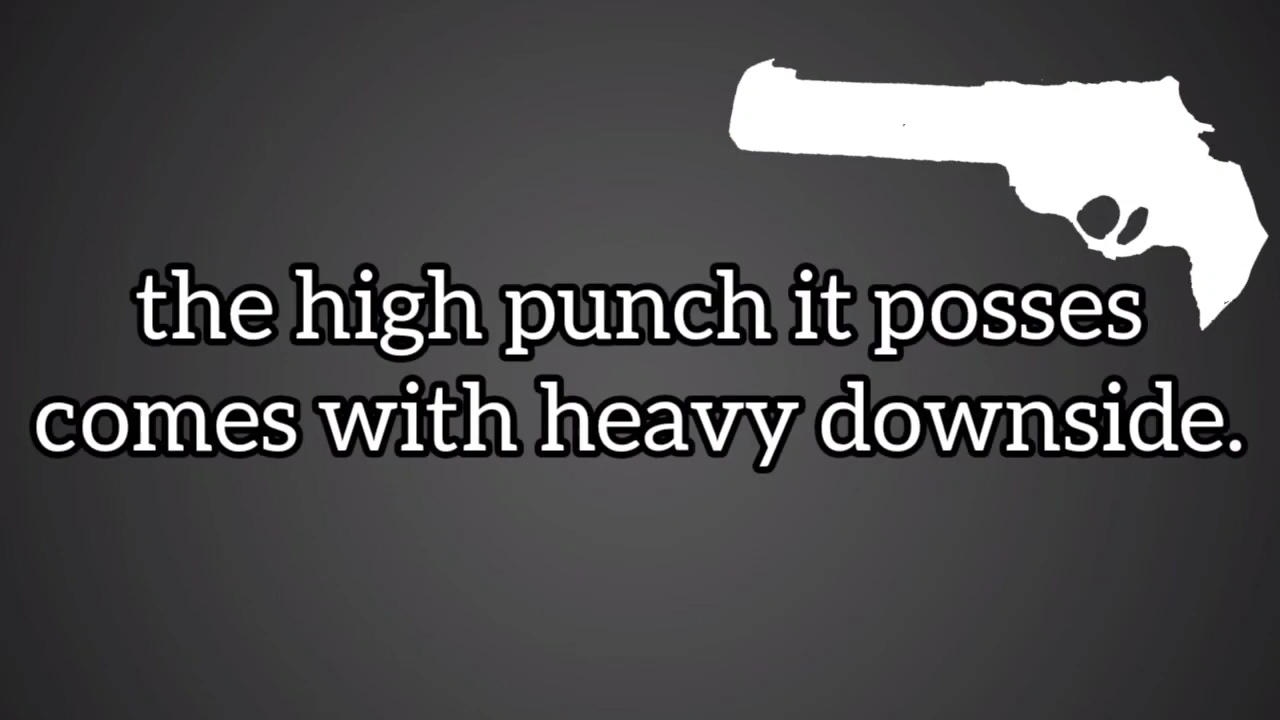 the high punch it posses
comes with heavy downside.